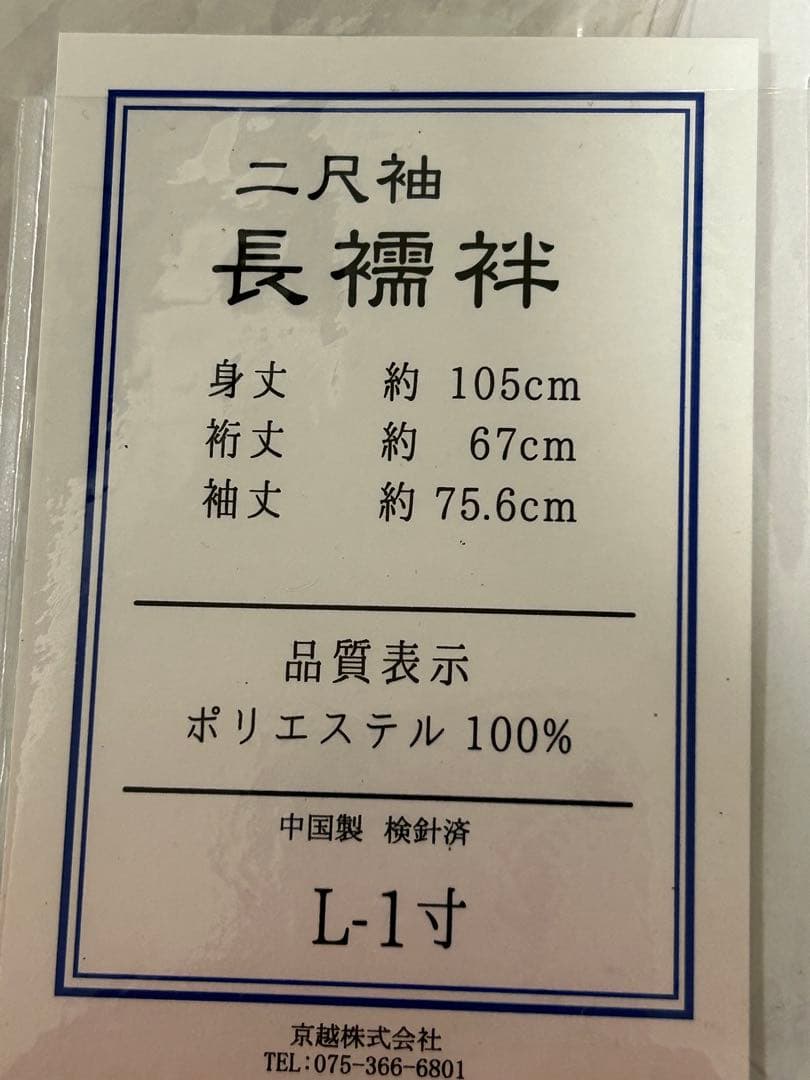 二尺袖
長襦袢
身丈 約 105cm
裄丈 約 67cm
袖丈 約 75.6cm
品質表示
ポリエステル 100%
中国製 検針済
L-1寸
京越株式会社
TEL:075-366-6801